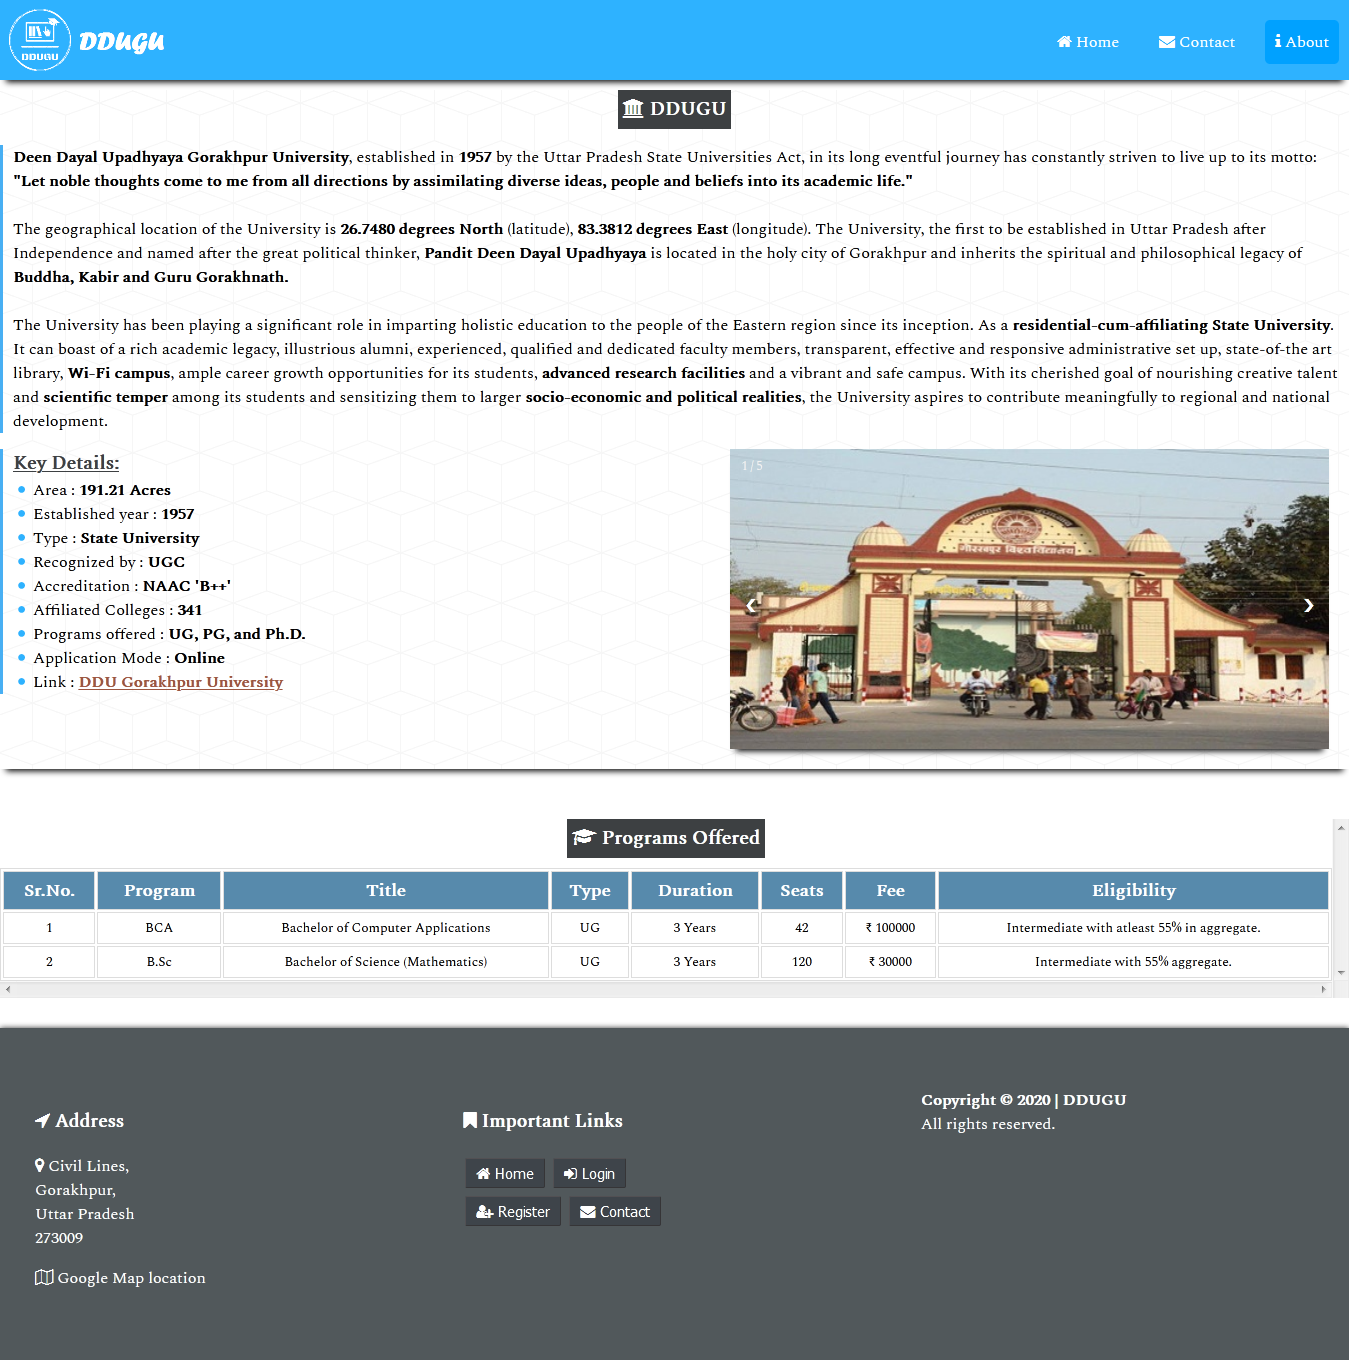 DDUGU
DDUGU
Home
Contact
About
DDUGU
Deen Dayal Upadhyaya Gorakhpur University, established in 1957 by the Uttar Pradesh State Universities Act, in its long eventful journey has constantly striven to live up to its motto:
"Let noble thoughts come to me from all directions by assimilating diverse ideas, people and beliefs into its academic life."
The geographical location of the University is 26.7480 degrees North (latitude), 83.3812 degrees East (longitude). The University, the first to be established in Uttar Pradesh after
Independence and named after the great political thinker, Pandit Deen Dayal Upadhyaya is located in the holy city of Gorakhpur and inherits the spiritual and philosophical legacy of
Buddha, Kabir and Guru Gorakhnath.
The University has been playing a significant role in imparting holistic education to the people of the Eastern region since its inception. As a residential-cum-affiliating State University.
It can boast of a rich academic legacy, illustrious alumni, experienced, qualified and dedicated faculty members, transparent, effective and responsive administrative set up, state-of-the art
library, Wi-Fi campus, ample career growth opportunities for its students, advanced research facilities and a vibrant and safe campus. With its cherished goal of nourishing creative talent
and scientific temper among its students and sensitizing them to larger socio-economic and political realities, the University aspires to contribute meaningfully to regional and national
development.
Key Details:
Area : 191.21 Acres
Established year : 1957
Type : State University
Recognized by : UGC
Accreditation : NAAC 'B++'
Affiliated Colleges : 341
Programs offered : UG, PG, and Ph.D.
Application Mode : Online
Link : DDU Gorakhpur University
1 / 5
गोरखपुर विश्वविद्यालय
Programs Offered
Sr.No. Program Title Type Duration Seats Fee Eligibility
1 BCA Bachelor of Computer Applications UG 3 Years 42 ₹ 100000 Intermediate with atleast 55% in aggregate.
2 B.Sc Bachelor of Science (Mathematics) UG 3 Years 120 ₹ 30000 Intermediate with 55% aggregate.
Address
Civil Lines,
Gorakhpur,
Uttar Pradesh
273009
Google Map location
Important Links
Home
Login
Register
Contact
Copyright © 2020 | DDUGU
All rights reserved.